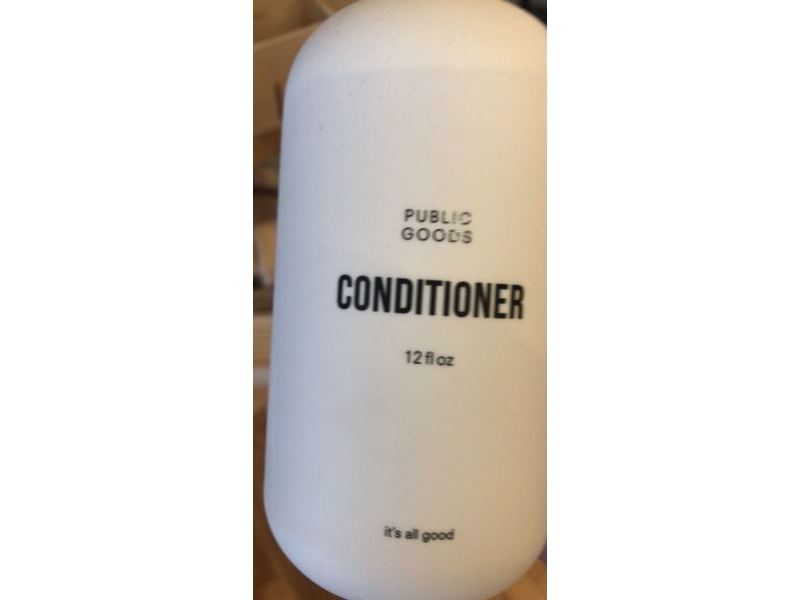 PUBLIC
GOODS
CONDITIONER
12 fl oz
it's all good